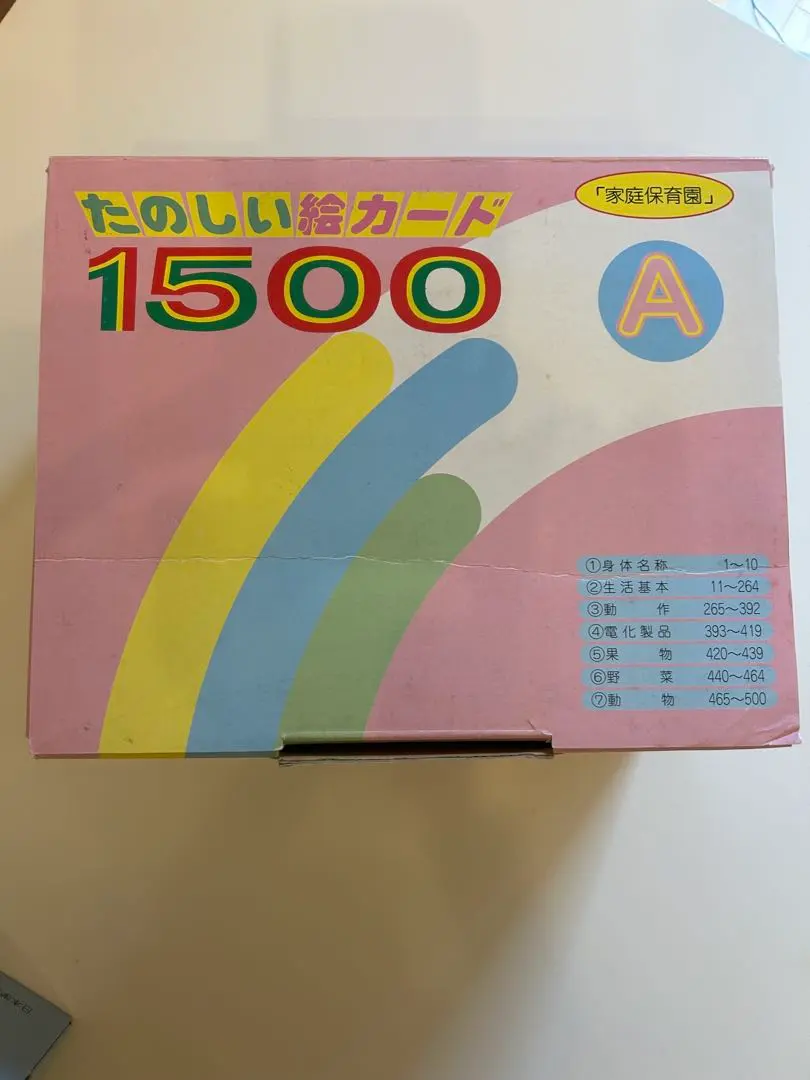 たのしい絵カード
1500
「家庭保育園」
A
①身体名称 1〜10
②生活基本 11〜264
③動作 265〜392
④電化製品 393〜419
⑤果物 420〜439
⑥野菜 440〜464
⑦動物 465〜500